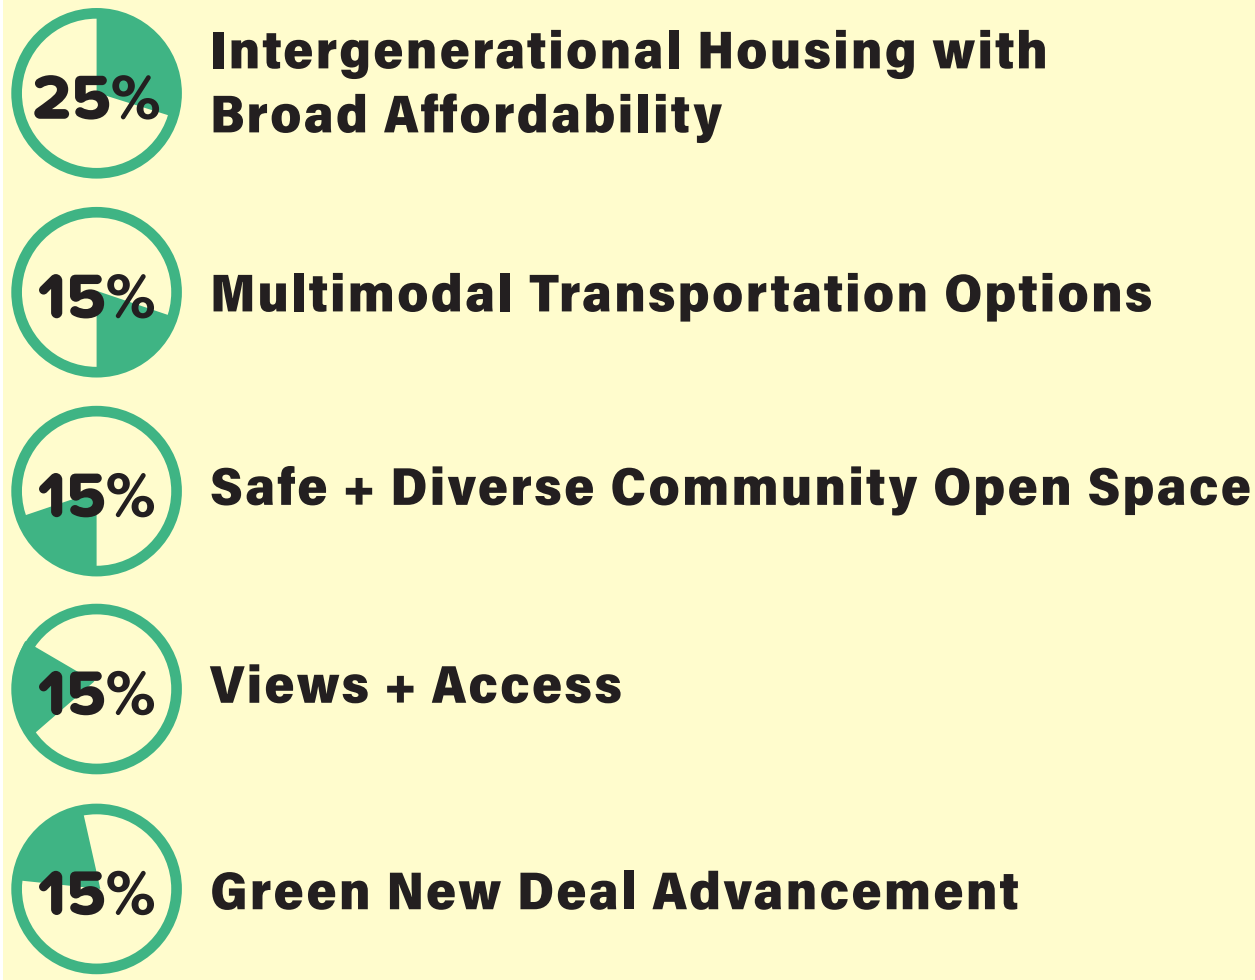 25%
Intergenerational Housing with
Broad Affordability
15%
Multimodal Transportation Options
15%
Safe + Diverse Community Open Space
15%
Views + Access
15%
Green New Deal Advancement